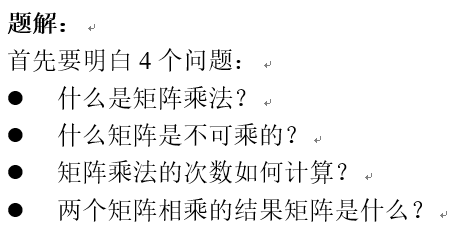 题解：
首先要明白 4 个问题：
● 什么是矩阵乘法？
● 什么矩阵是不可乘的？
● 矩阵乘法的次数如何计算？
● 两个矩阵相乘的结果矩阵是什么？